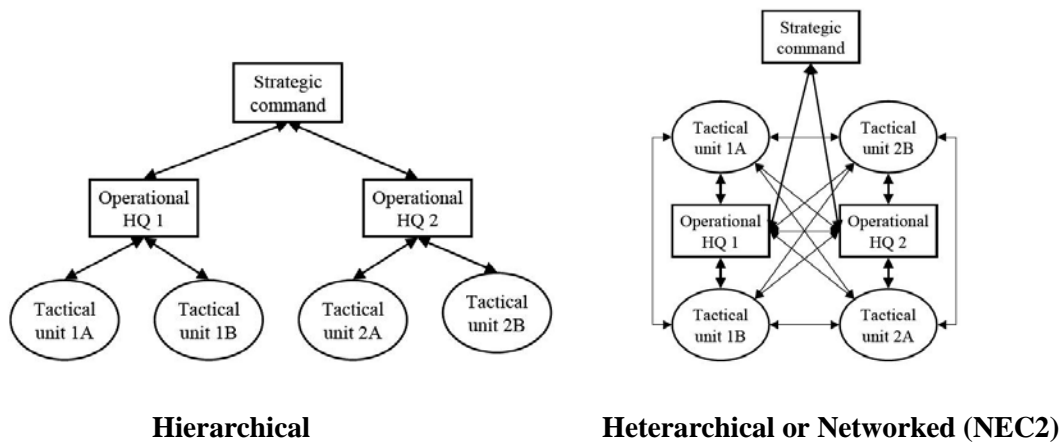 Strategic
command
Operational
HQ 1
Operational
HQ 2
Tactical
unit 1A
Tactical
unit 1B
Tactical
unit 2A
Tactical
unit 2B
Hierarchical
Strategic
command
Tactical
unit 1A
Tactical
unit 2B
Operational
HQ 1
Operational
HQ 2
Tactical
unit 1B
Tactical
unit 2A
Heterarchical or Networked (NEC2)